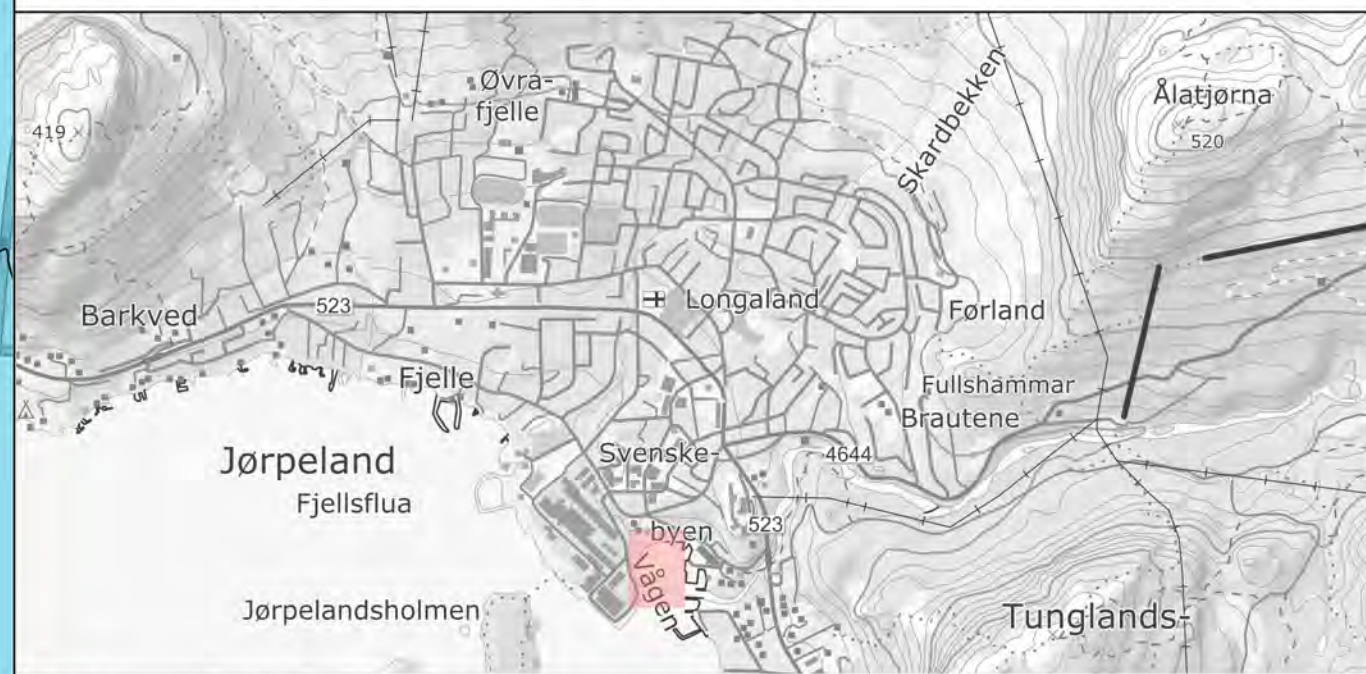 Øvra-
fjelle
Skardbekken
Ålatjørna
520
419
Barkved
523
Longaland
Førland
Fjelle
Fullshammar
Brautene
Jørpeland
Svenske-
4644
Fjellsflua
byen
523
Vågen
Jørpelandsholmen
Tunglands-